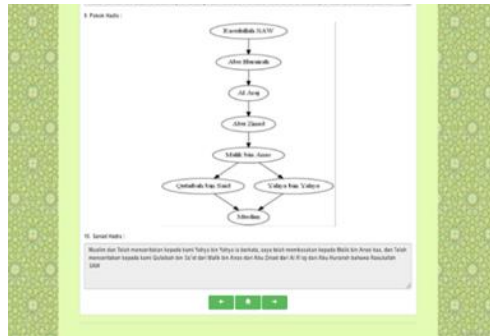 9. Pohon Hadis :
Rasulullah SAW
Abu Hurairah
Al Araj
Abu Zinad
Malik bin Anas
Qutaibah bin Said
Yahya bin Yahya
Muslim
10. Sanad Hadis :
Muslim dan Telah menceritakan kepada kami Yahya bin Yahya ia berkata, saya telah membacakan kepada Malik bin Anas dan Telah
menceritakan kepada kami Qutaibah bin Sa'id dari Malik bin Anas dari Abu Zinad dari Al dari Abu Hurairah bahwa Rasulullah
SAW